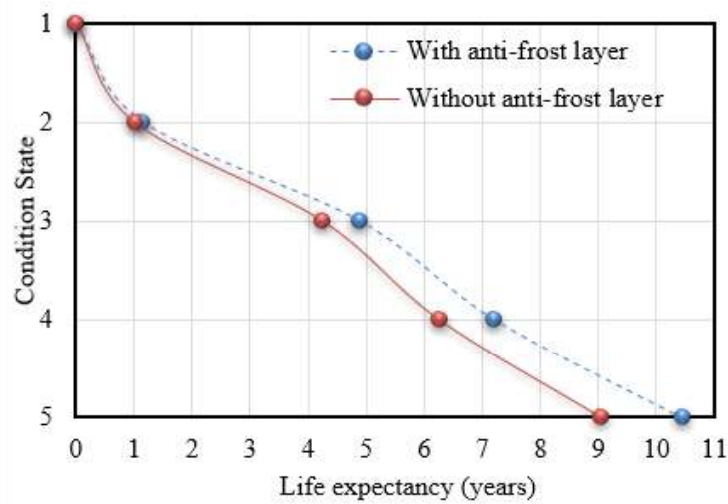 With anti-frost layer
Without anti-frost layer
Condition State
1
2
3
4
5
0 1 2 3 4 5 6 7 8 9 10 11
Life expectancy (years)